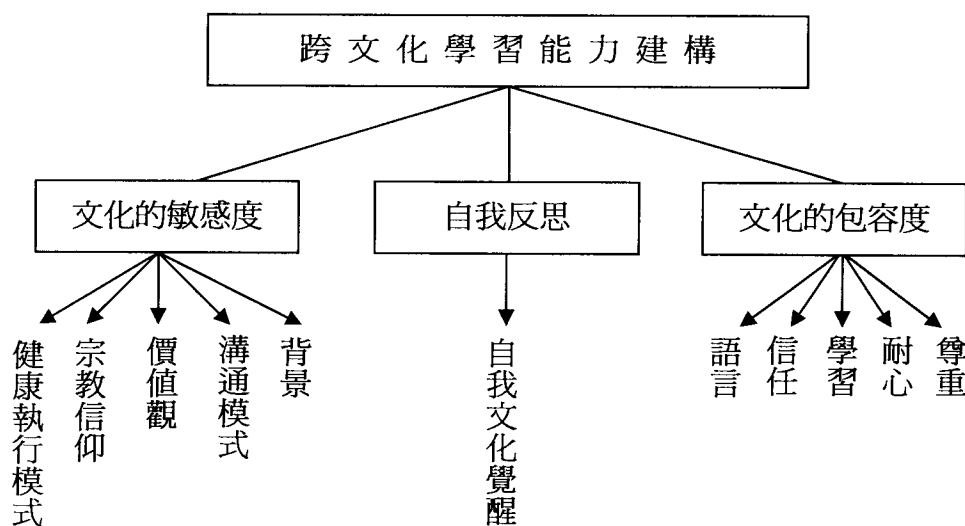 跨文化學習能力建構
文化的敏感度
自我反思
文化的包容度
健康執行模式
宗教信仰
價值觀
溝通模式
背景
自我文化覺醒
語言
信任
學習
耐心
尊重